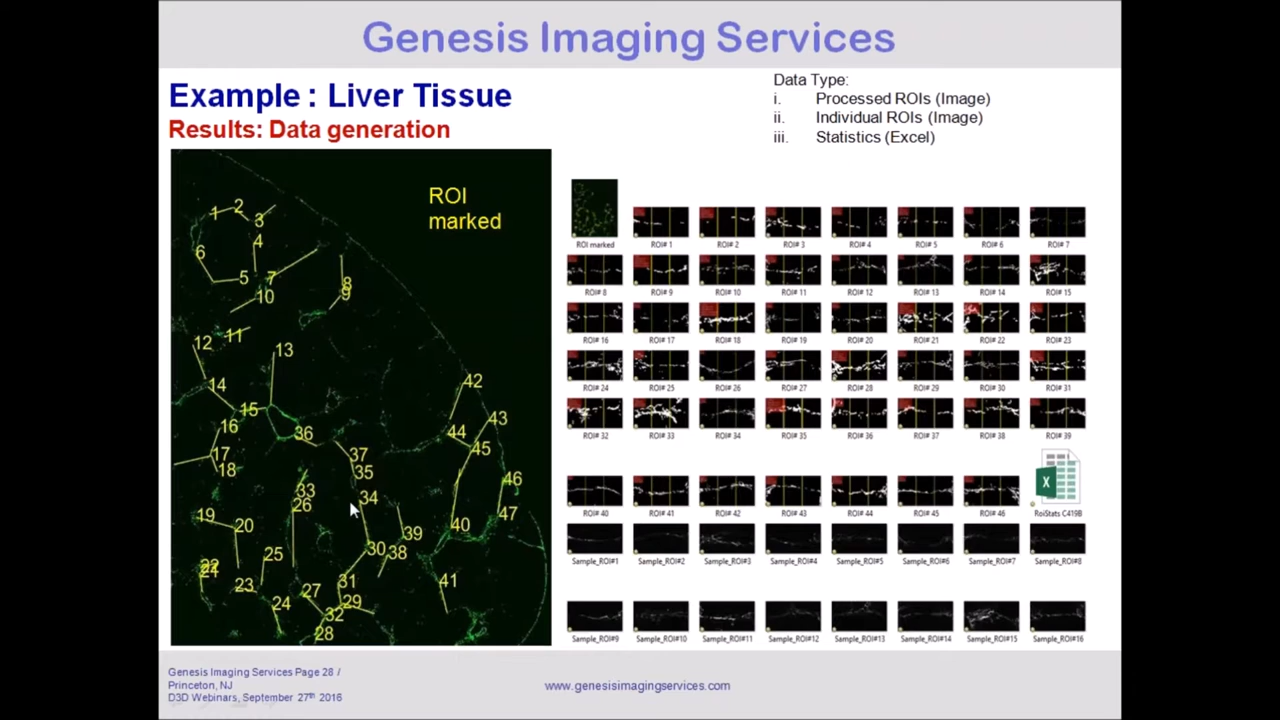 Genesis Imaging Services
Example : Liver Tissue
Results: Data generation
Data Type:
i. Processed ROIs (Image)
ii. Individual ROIs (Image)
iii. Statistics (Excel)
ROI
marked
1
2
3
4
5
6
7
8
9
10
11
12
13
14
15
16
17
18
19
20
22
23
24
25
26
27
28
29
30
31
32
33
34
35
36
37
38
39
40
41
42
43
44
45
46
47
ROI marked ROI# 1 ROI# 2 ROI# 3 ROI# 4 ROI# 5 ROI# 6 ROI# 7
ROI# 8 ROI# 9 ROI# 10 ROI# 11 ROI# 12 ROI# 13 ROI# 14 ROI# 15
ROI# 16 ROI# 17 ROI# 18 ROI# 19 ROI# 20 ROI# 21 ROI# 22 ROI# 23
ROI# 24 ROI# 25 ROI# 26 ROI# 27 ROI# 28 ROI# 29 ROI# 30 ROI# 31
ROI# 32 ROI# 33 ROI# 34 ROI# 35 ROI# 36 ROI# 37 ROI# 38 ROI# 39
X
ROI# 40 ROI# 41 ROI# 42 ROI# 43 ROI# 44 ROI# 45 ROI# 46 RoiStats C419B
Sample_ROI#1 Sample_ROI#2 Sample_ROI#3 Sample_ROI#4 Sample_ROI#5 Sample_ROI#6 Sample_ROI#7 Sample_ROI#8
Sample_ROI#9 Sample_ROI#10 Sample_ROI#11 Sample_ROI#12 Sample_ROI#13 Sample_ROI#14 Sample_ROI#15 Sample_ROI#16
Genesis Imaging Services Page 28 /
Princeton, NJ
D3D Webinars, September 27th 2016
www.genesisimagingservices.com